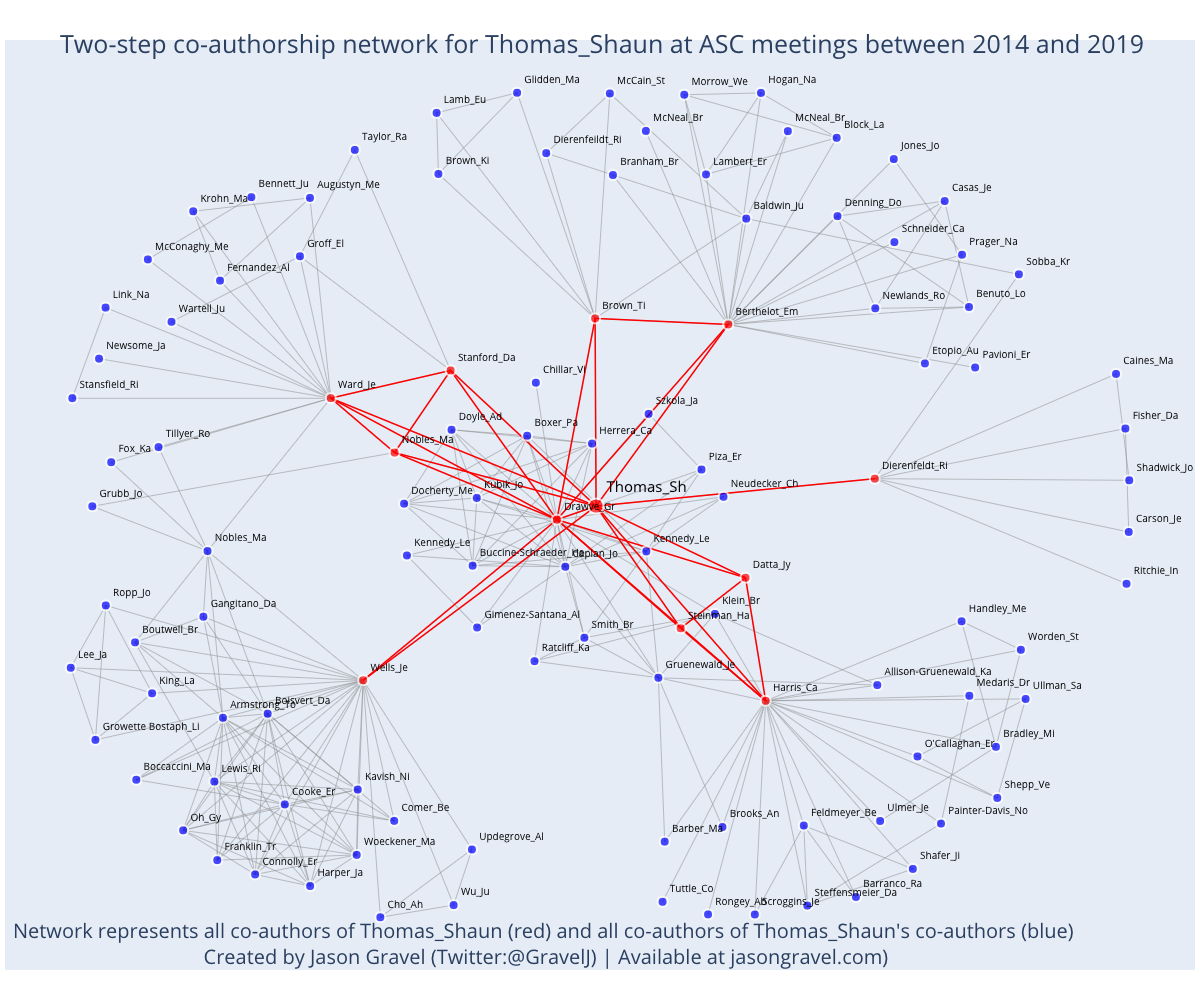 Two-step co-authorship network for Thomas_Shaun at ASC meetings between 2014 and 2019
Glidden_Ma
McCain_St
Morrow_We
Hogan_Na
Lamb_Eu
McNeal_Br
McNeal_Br
Block_La
Taylor_Ra
Dierenfeildt_Ri
Jones_Jo
Brown_Ki
Branham_Br
Lambert_Er
Bennett_Ju
Augustyn_Me
Casas_Je
Krohn_Ma
Baldwin_Ju
Denning_Do
Schneider_Ca
McConaghy_Me
Groff_El
Prager_Na
Fernandez_Al
Sobba_Kr
Link_Na
Wartell_Ju
Brown_Ti
Berthelot_Em
Newlands_Ro
Benuto_Lo
Newsome_Ja
Stanford_Da
Etopio_Au
Pavioni_Er
Caines_Ma
Stansfield_Ri
Ward_Je
Chillar_Vi
Szkola_Ja
Doyle_Ad
Boxer_Pa
Fisher_Da
Tillyer_Ro
Nobles_Ma
Herrera_Ca
Fox_Ka
Piza_Er
Dierenfeldt_Ri
Shadwick_Jo
Grubb_Jo
Docherty_Me
Kubik_Jo
Thomas_Sh
Neudecker_Ch
Drawve_Gr
Carson_Je
Nobles_Ma
Kennedy_Le
Buccine-Schraeder_He
Caplan_Jo
Kennedy_Le
Datta_Jy
Ritchie_In
Ropp_Jo
Gangitano_Da
Gimenez-Santana_Al
Klein_Br
Handley_Me
Boutwell_Br
Smith_Br
Steinman_Ha
Worden_St
Lee_Ja
Wells_Je
Ratcliff_Ka
Gruenewald_Je
King_La
Allison-Gruenewald_Ka
Harris_Ca
Medaris_Dr
Ullman_Sa
Armstrong_To
Boisvert_Da
Growette Bostaph_Li
O'Callaghan_Er
Bradley_Mi
Boccaccini_Ma
Lewis_Ri
Kavish_Ni
Shepp_Ve
Cooke_Er
Comer_Be
Brooks_An
Feldmeyer_Be
Ulmer_Je
Painter-Davis_No
Oh_Gy
Barber_Ma
Updegrove_Al
Franklin_Tr
Woeckener_Ma
Connolly_Er
Harper_Ja
Shafer_Ji
Cho_Ah
Wu_Ju
Tuttle_Co
Barranco_Ra
Steffensmeier_Da
Scroggins_Je
Network represents all co-authors of Thomas_Shaun (red) and all co-authors of Thomas_Shaun's co-authors (blue)
Created by Jason Gravel (Twitter:@GravelJ) | Available at jasongravel.com)